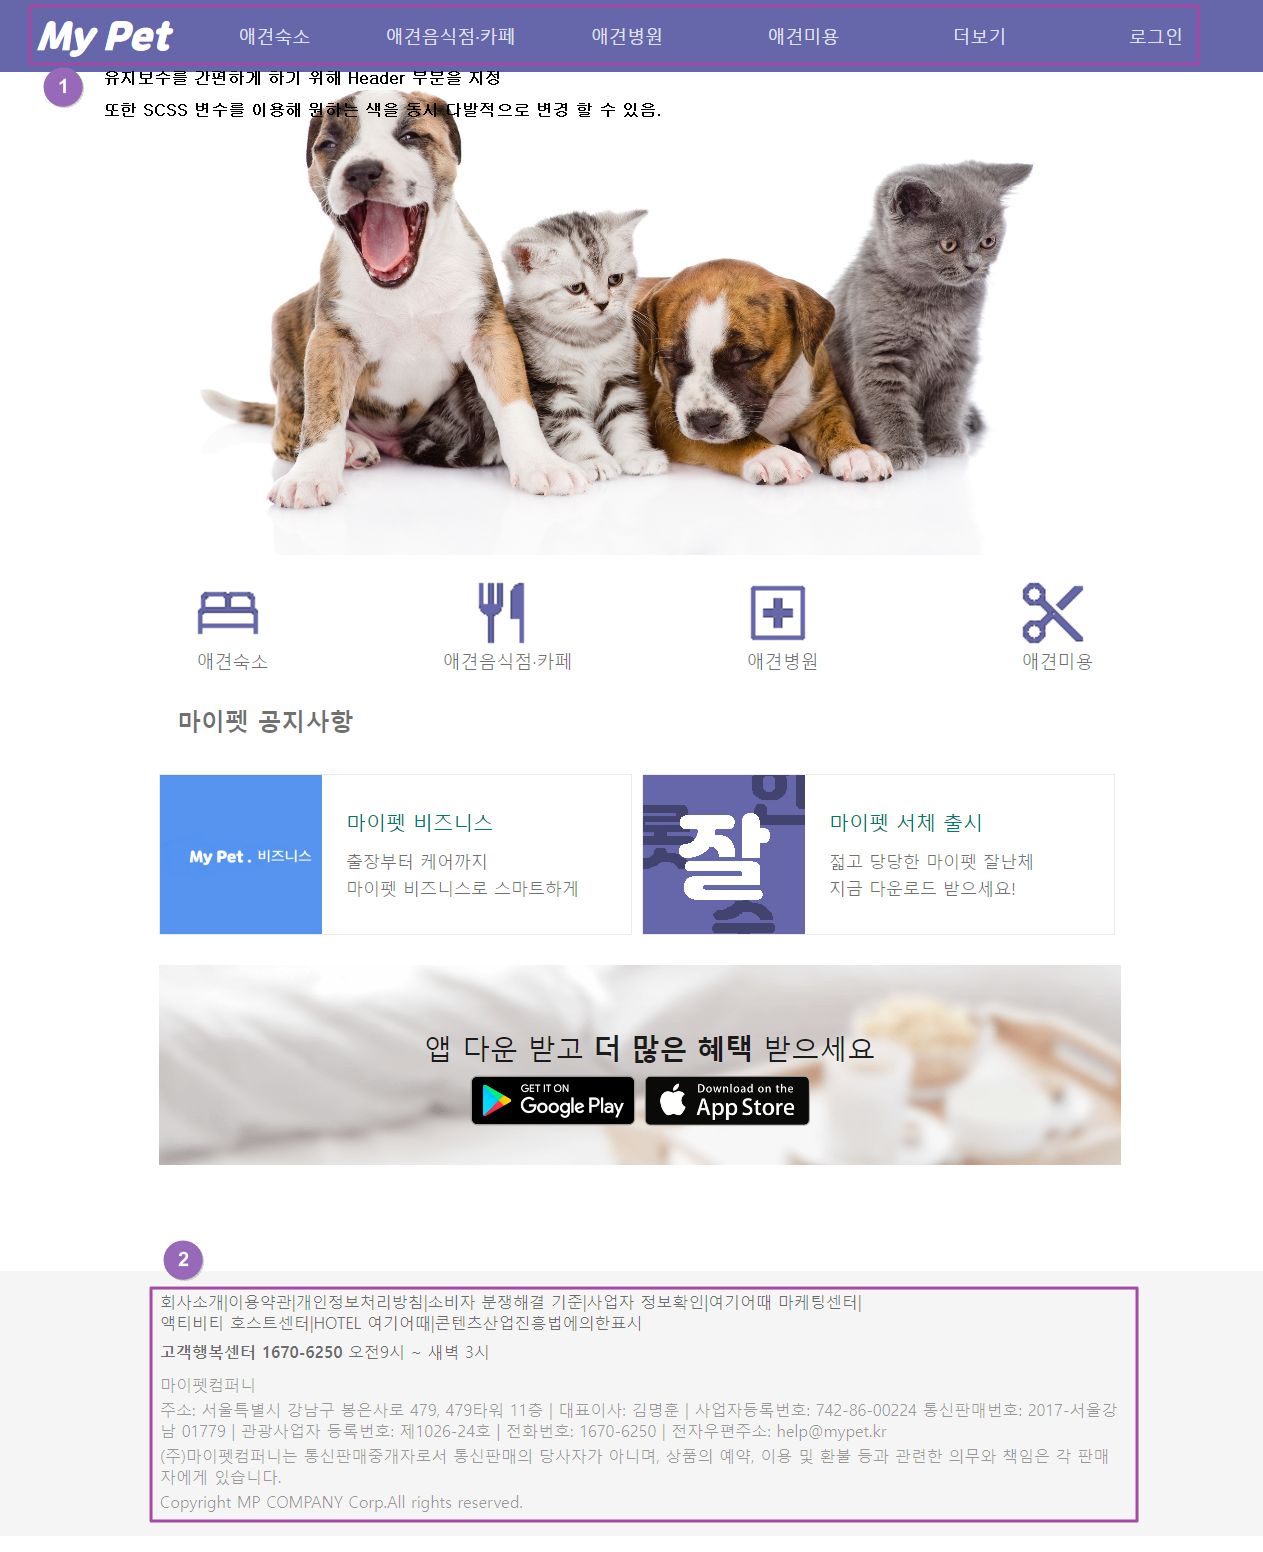 My Pet 애견숙소 애견음식점·카페 애견병원 애견미용 더보기 로그인
1
유지보수를 간편하게 하기 위해 Header 부분을 지정
또한 SCSS 변수를 이용해 원하는 색을 동시 다발적으로 변경 할 수 있음.
애견숙소 애견음식점·카페 애견병원 애견미용
마이펫 공지사항
My Pet . 비즈니스
마이펫 비즈니스
출장부터 케어까지
마이펫 비즈니스로 스마트하게
잘
마이펫 서체 출시
젊고 당당한 마이펫 잘난체
지금 다운로드 받으세요!
앱 다운 받고 더 많은 혜택 받으세요
GET IT ON
Google Play
Download on the
App Store
2
회사소개|이용약관|개인정보처리방침|소비자 분쟁해결 기준|사업자 정보확인|여기어때 마케팅센터|
액티비티 호스트센터|HOTEL 여기어때|콘텐츠산업진흥법에의한표시
고객행복센터 1670-6250 오전9시 ~ 새벽 3시
마이펫컴퍼니
주소: 서울특별시 강남구 봉은사로 479, 479타워 11층 | 대표이사: 김명훈 | 사업자등록번호: 742-86-00224 통신판매번호: 2017-서울강
남 01779 | 관광사업자 등록번호: 제1026-24호 | 전화번호: 1670-6250 | 전자우편주소: help@mypet.kr
(주)마이펫컴퍼니는 통신판매중개자로서 통신판매의 당사자가 아니며, 상품의 예약, 이용 및 환불 등과 관련한 의무와 책임은 각 판매
자에게 있습니다.
Copyright MP COMPANY Corp.All rights reserved.